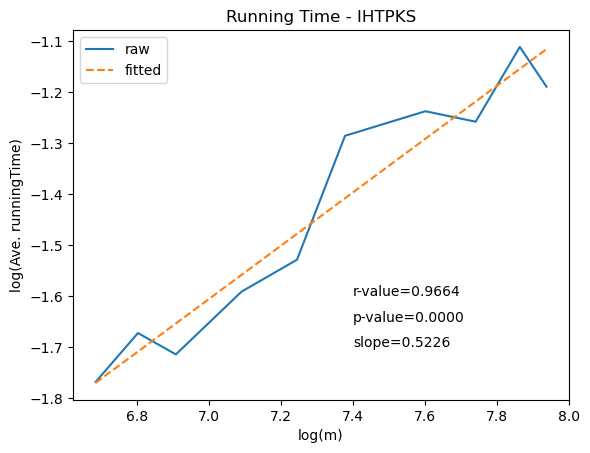 Running Time - IHTPKS
raw
fitted
log(Ave. runningTime)
−1.1
−1.2
−1.3
−1.4
−1.5
−1.6
−1.7
−1.8
r-value=0.9664
p-value=0.0000
slope=0.5226
6.8 7.0 7.2 7.4 7.6 7.8 8.0
log(m)